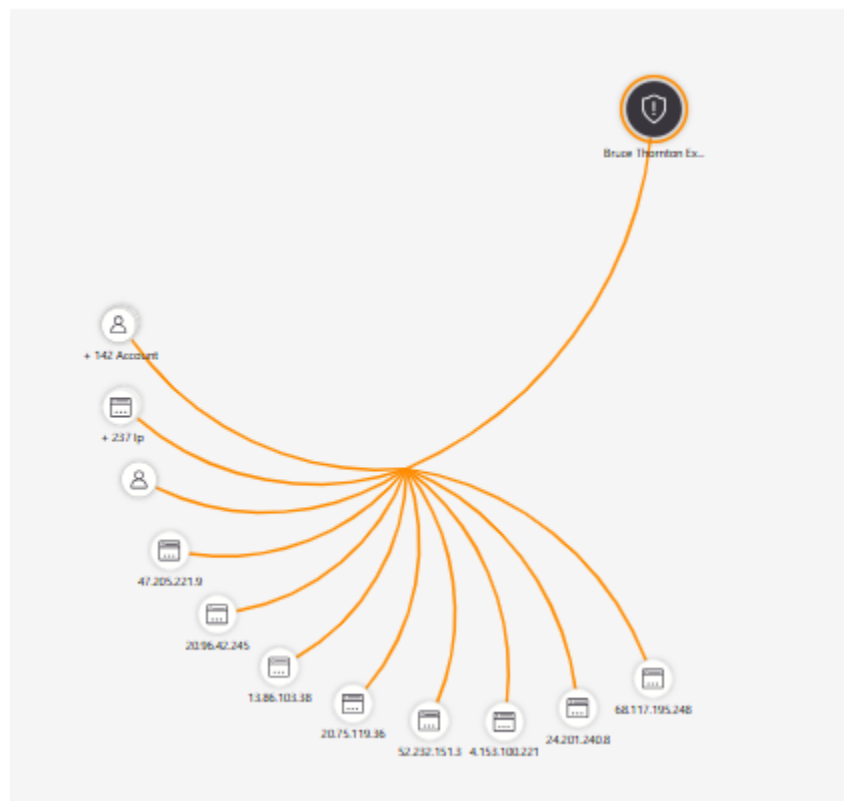 Bruce Thornton Ex...
+ 142 Account
+ 237 Ip
47.205.221.9
20.96.42.245
13.86.103.38
20.75.119.36
52.232.151.3
4.153.100.221
24.201.240.8
68.117.195.248